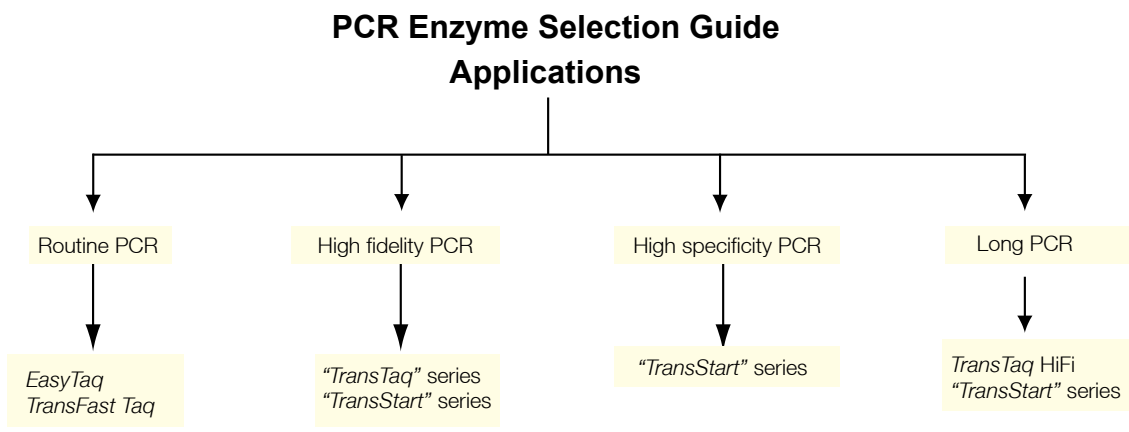 PCR Enzyme Selection Guide
Applications
Routine PCR
High fidelity PCR
High specificity PCR
Long PCR
EasyTaq
TransFast Taq
“TransTaq” series
“TransStart” series
“TransStart” series
TransTaq HiFi
“TransStart” series